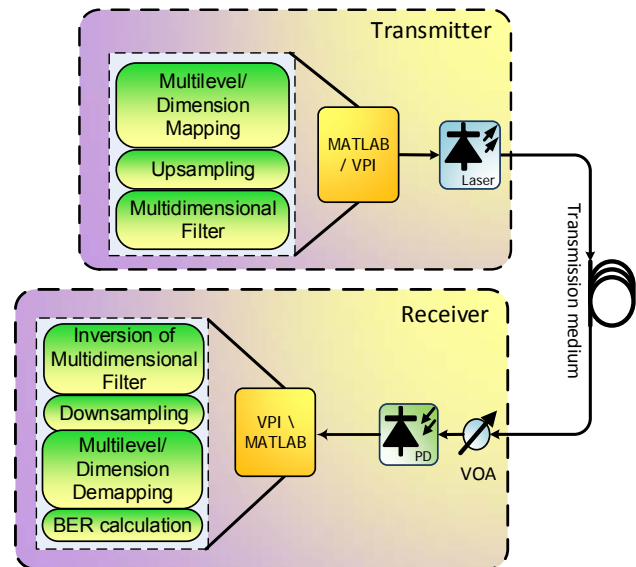 Transmitter
Multilevel/
Dimension
Mapping
Upsampling
Multidimensional
Filter
MATLAB
/ VPI
Laser
Transmission medium
Receiver
Inversion of
Multidimensional
Filter
Downsampling
Multilevel/
Dimension
Demapping
BER calculation
VPI \
MATLAB
PD
VOA